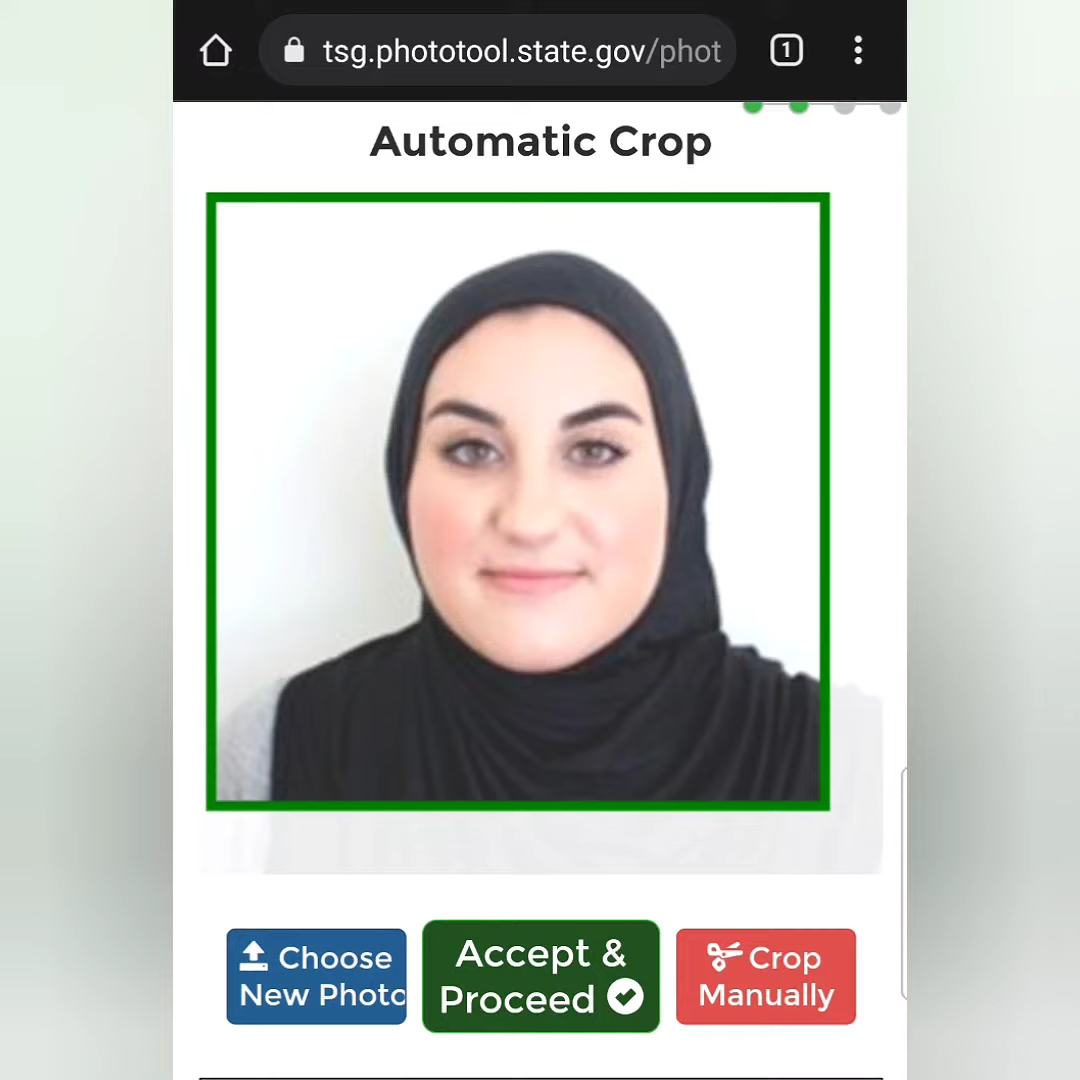 tsg.phototool.state.gov/phot
1
Automatic Crop
Choose
New Photo
Accept &
Proceed
Crop
Manually